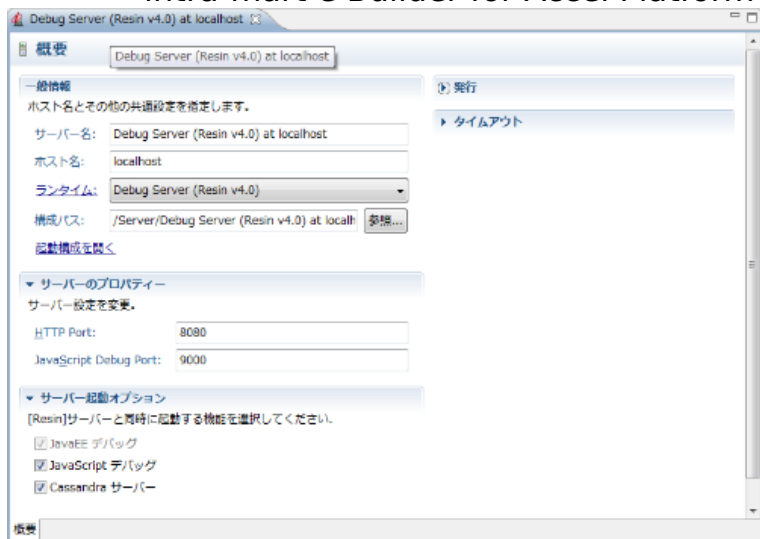 Debug Server (Resin v4.0) at localhost
概要
Debug Server (Resin v4.0) at localhost
一般情報
ホスト名とその他の共通設定を指定します。
サーバー名: Debug Server (Resin v4.0) at localhost
ホスト名: localhost
ランタイム: Debug Server (Resin v4.0)
構成パス: /Server/Debug Server (Resin v4.0) at localh 参照...
起動構成を開く
サーバーのプロパティー
サーバー設定を変更。
HTTP Port: 8080
JavaScript Debug Port: 9000
サーバー起動オプション
[Resin]サーバーと同時に起動する機能を選択してください。
JavaEE デバッグ
JavaScript デバッグ
Cassandra サーバー
発行
タイムアウト
概要